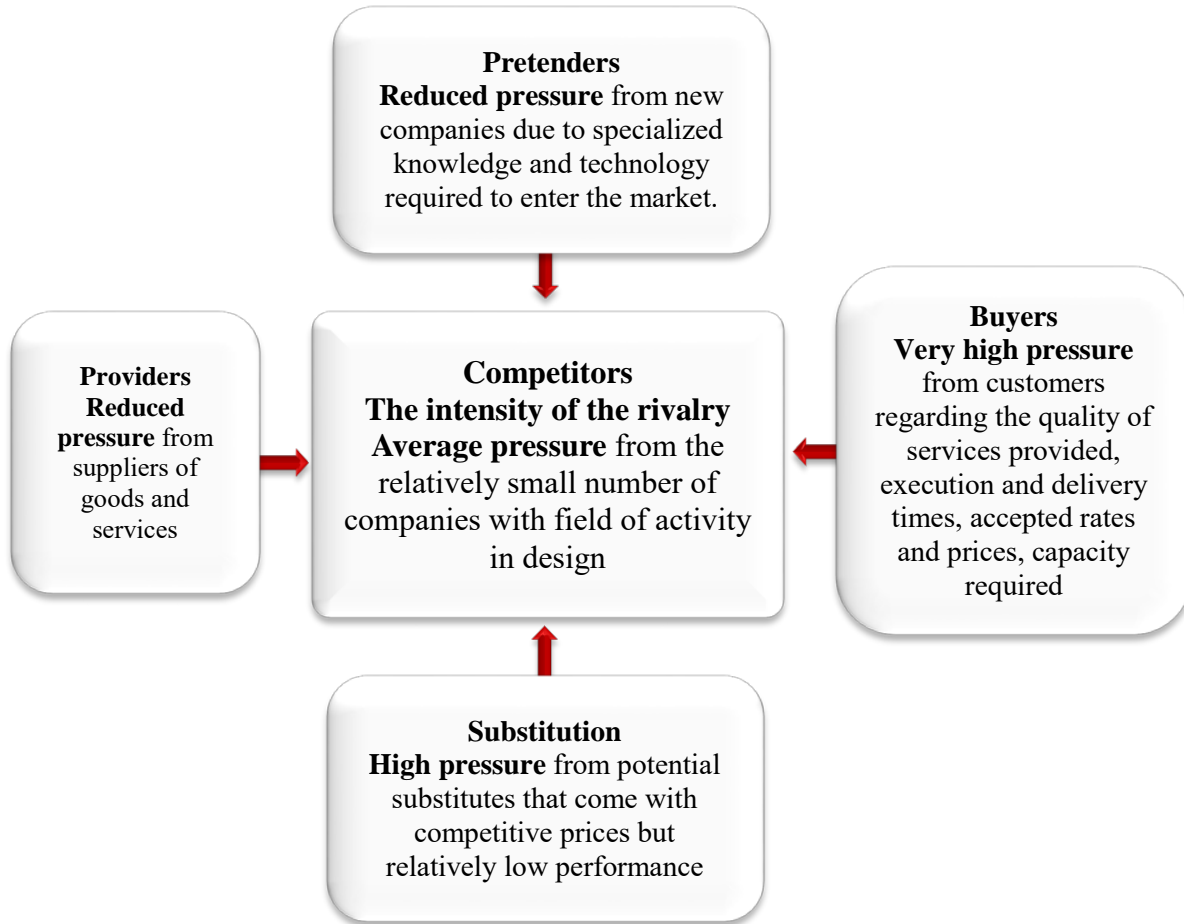 Pretenders
Reduced pressure from new
companies due to specialized
knowledge and technology
required to enter the market.
Providers
Reduced
pressure from
suppliers of
goods and
services
Competitors
The intensity of the rivalry
Average pressure from the
relatively small number of
companies with field of activity
in design
Buyers
Very high pressure
from customers
regarding the quality of
services provided,
execution and delivery
times, accepted rates
and prices, capacity
required
Substitution
High pressure from potential
substitutes that come with
competitive prices but
relatively low performance